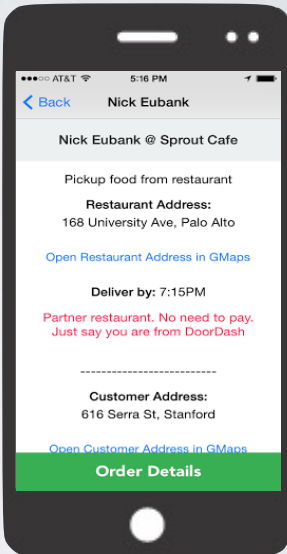 ●●●○○ AT&T 5:16 PM
Back Nick Eubank
Nick Eubank @ Sprout Cafe
Pickup food from restaurant
Restaurant Address:
168 University Ave, Palo Alto
Open Restaurant Address in GMaps
Deliver by: 7:15PM
Partner restaurant. No need to pay.
Just say you are from DoorDash
--------------------------
Customer Address:
616 Serra St, Stanford
Open Customer Address in GMaps
Order Details